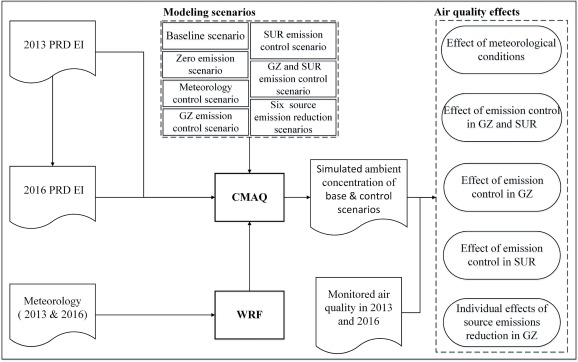 Modeling scenarios
Air quality effects
2013 PRD EI
Baseline scenario
Zero emission
scenario
Meteorology
control scenario
GZ emission
control scenario
SUR emission
control scenario
GZ and SUR
emission control
scenario
Six source
emission reduction
scenarios
2016 PRD EI
CMAQ
Simulated ambient
concentration of
base & control
scenarios
Meteorology
( 2013 & 2016)
WRF
Monitored air
quality in 2013
and 2016
Effect of meteorological
conditions
Effect of emission control
in GZ and SUR
Effect of emission
control in GZ
Effect of emission
control in SUR
Individual effects of
source emissions
reduction in GZ